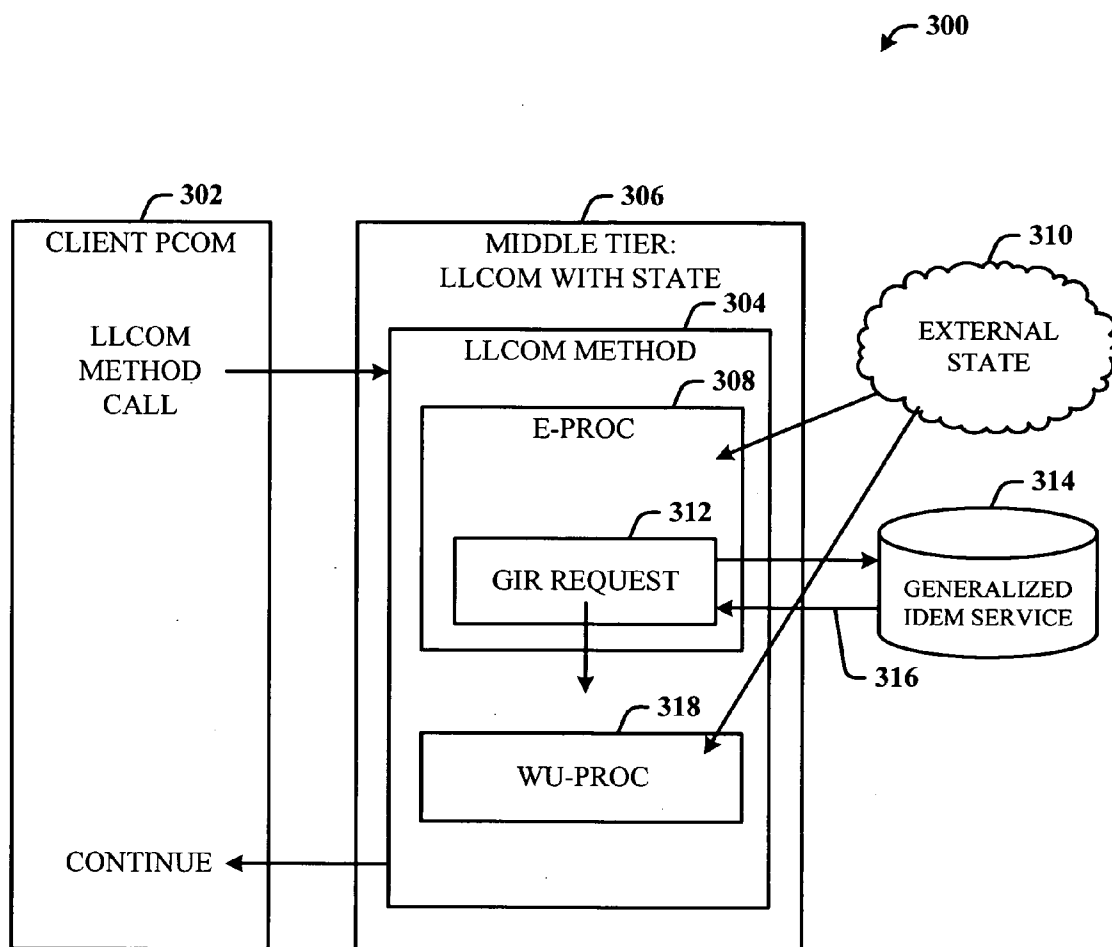 300
302
CLIENT PCOM
LLCOM
METHOD
CALL
CONTINUE
306
MIDDLE TIER:
LLCOM WITH STATE
304
LLCOM METHOD
308
E-PROC
312
GIR REQUEST
318
WU-PROC
310
EXTERNAL
STATE
314
GENERALIZED
IDEM SERVICE
316